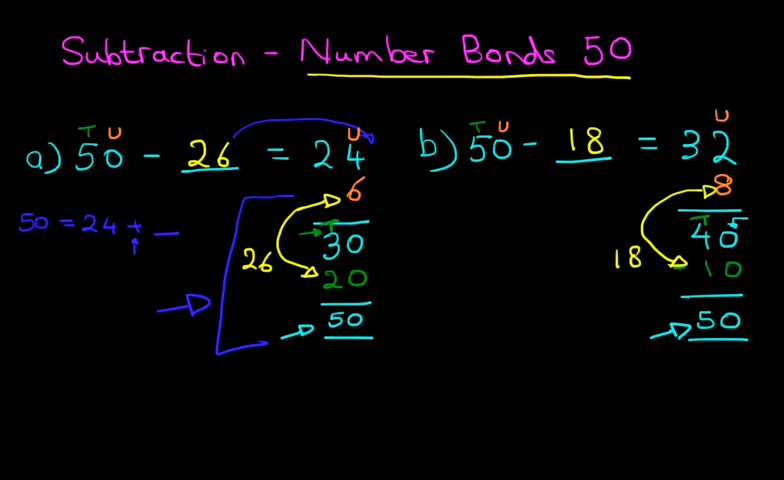 Subtraction - Number Bonds 50
T U
a) 50 - 26 = 24
U
6
50 = 24 + __
T
30
26
20
50
T U
b) 50 - 18 = 32
U
8
T
40
18
10
50